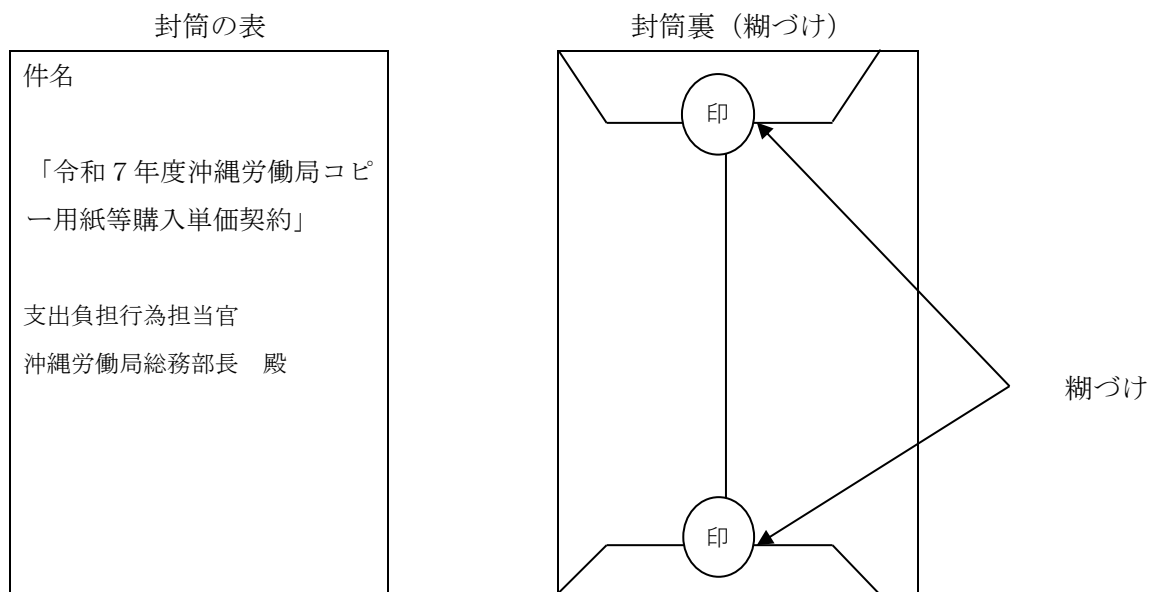 封筒の表
件名
「令和７年度沖縄労働局コピ
ー用紙等購入単価契約」
支出負担行為担当官
沖縄労働局総務部長　殿
封筒裏（糊づけ）
印
印
糊づけ